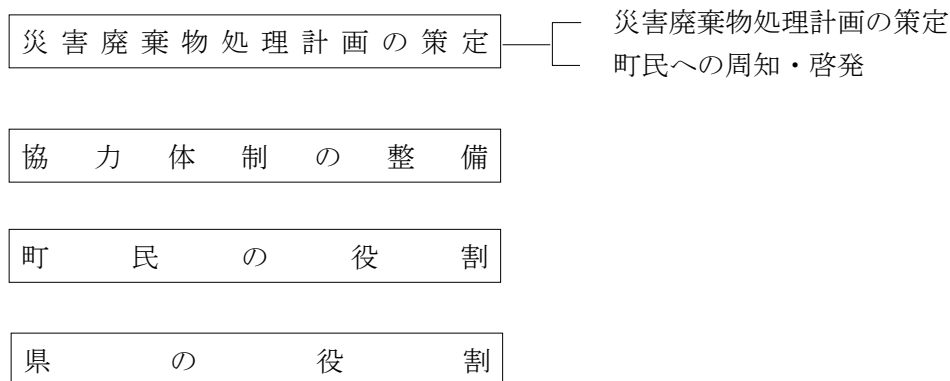 災害廃棄物処理計画の策定
災害廃棄物処理計画の策定
町民への周知・啓発
協力体制の整備
町民の役割
県の役割